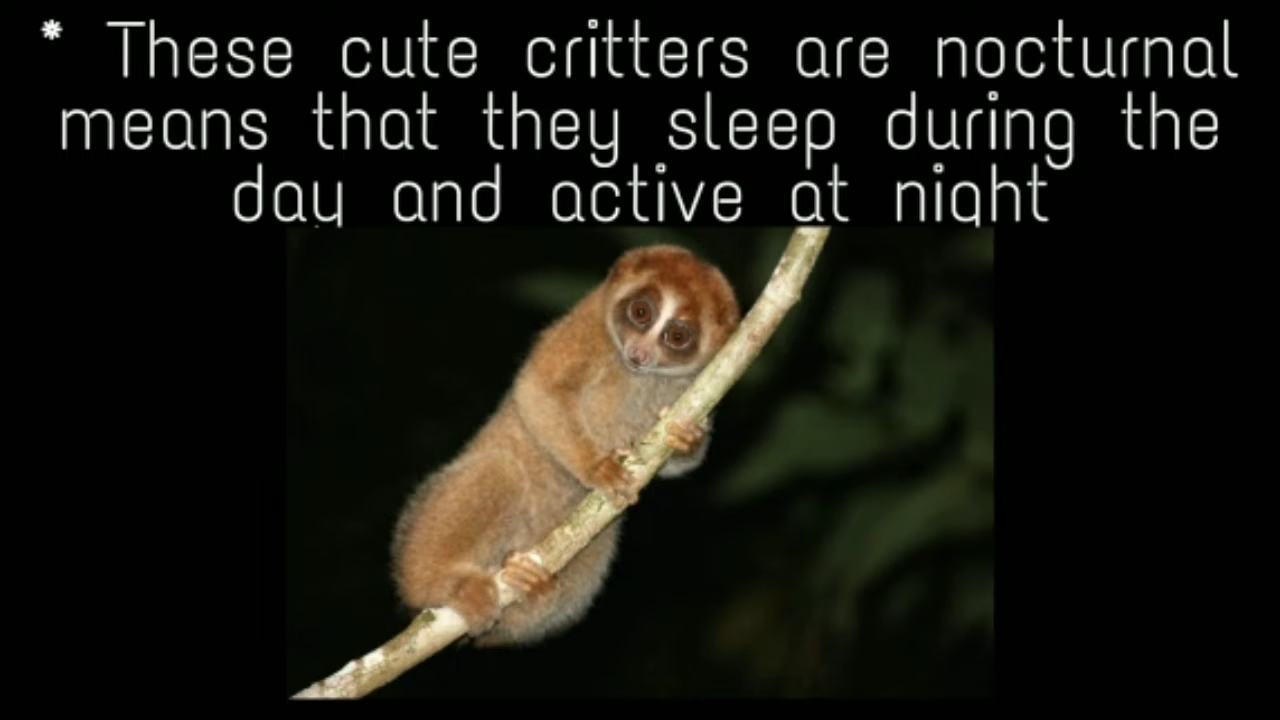 * These cute critters are nocturnal
means that they sleep during the
day and active at night